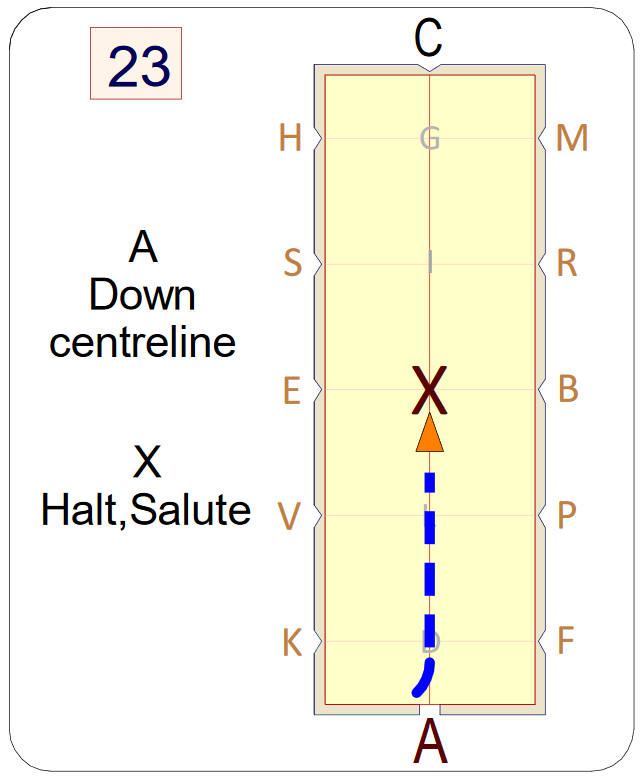 23
A
Down
centreline
X
Halt,Salute
C
H G M
S I R
E X B
V L P
K D F
A